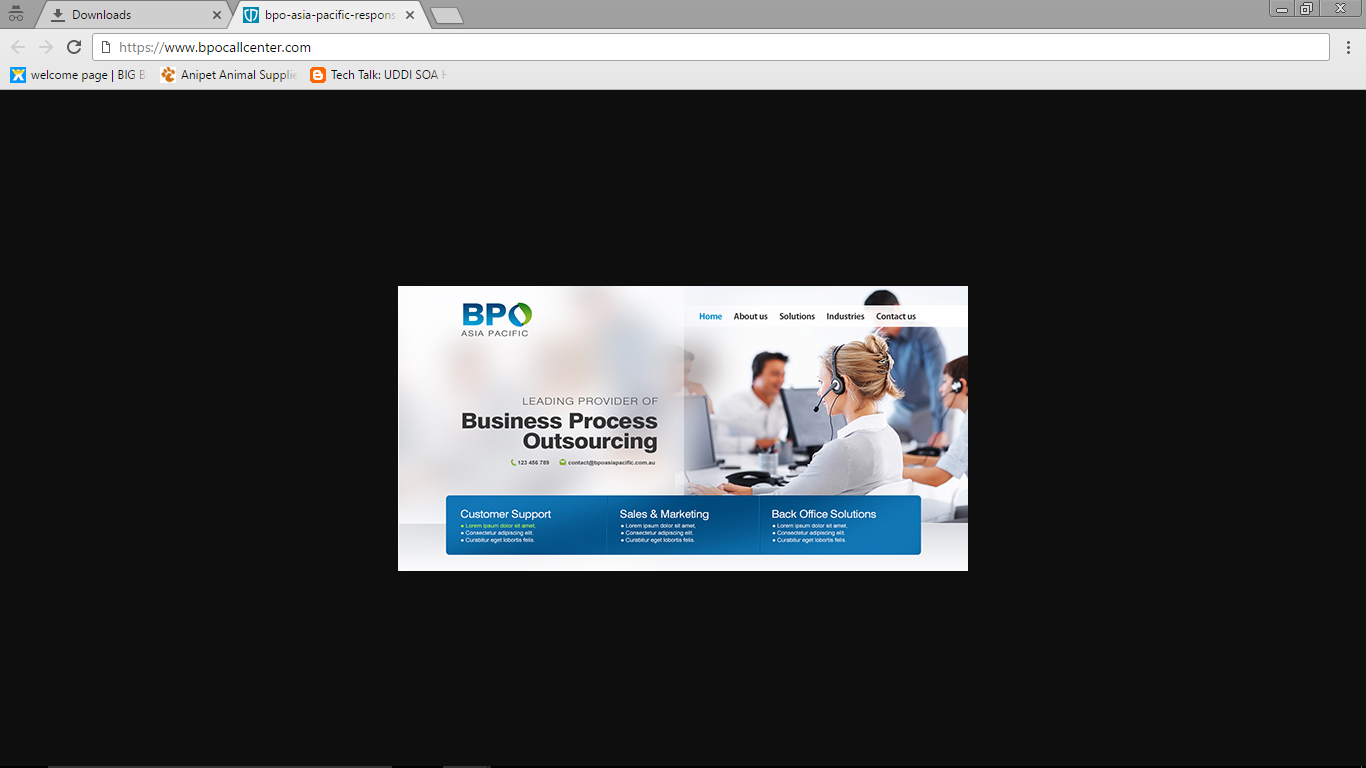 Downloads
bpo-asia-pacific-respons
https://www.bpocallcenter.com
welcome page | BIG B
Anipet Animal Supplie
Tech Talk: UDDI SOA
BPO
ASIA PACIFIC
Home About us Solutions Industries Contact us
LEADING PROVIDER OF
Business Process
Outsourcing
123 456 789 contact@bpoasiapacific.com.au
Customer Support
• Lorem ipsum dolor sit amet,
• Consectetur adipiscing elit.
• Curabitur eget lobortis felis.
Sales & Marketing
• Lorem ipsum dolor sit amet,
• Consectetur adipiscing elit.
• Curabitur eget lobortis felis.
Back Office Solutions
• Lorem ipsum dolor sit amet,
• Consectetur adipiscing elit.
• Curabitur eget lobortis felis.